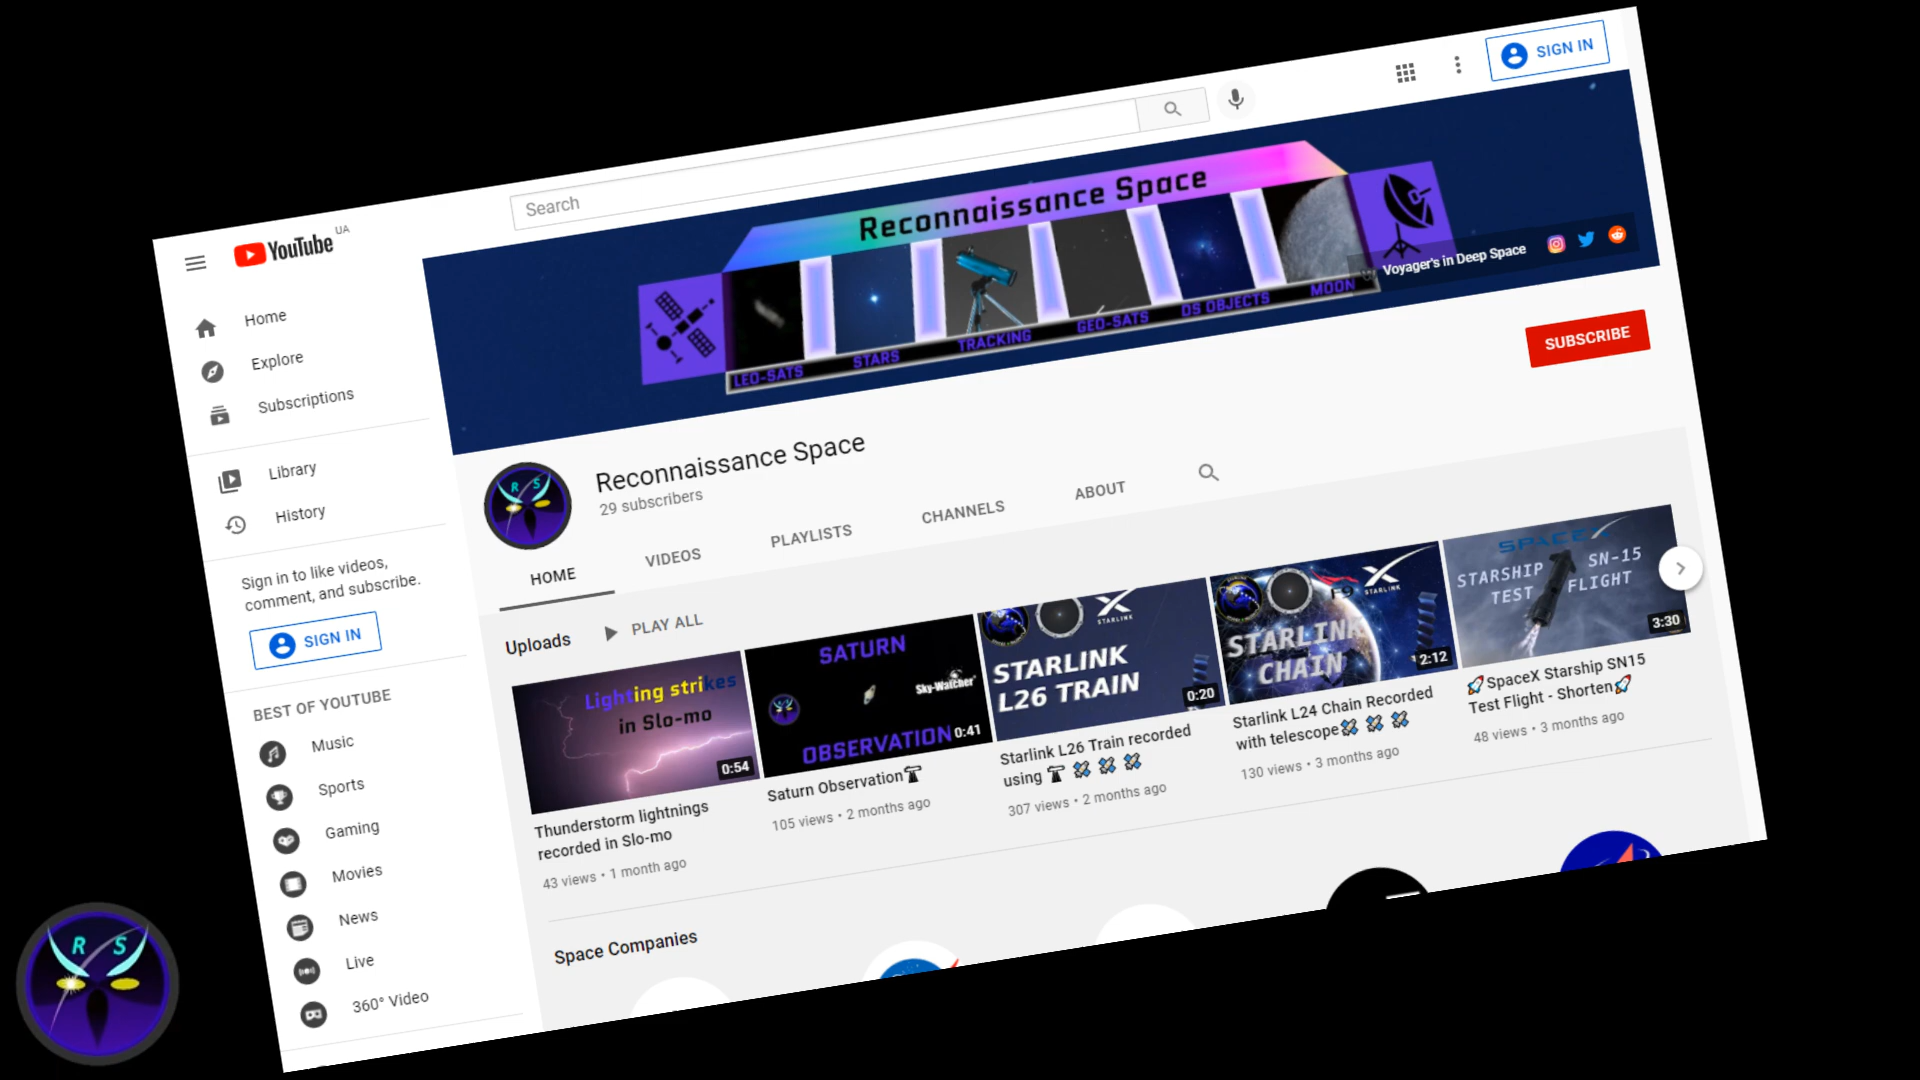 SIGN IN
YouTube UA
Search
Reconnaissance Space
LEO-SATS
STARS
TRACKING
GEO-SATS
DS OBJECTS
MOON
Voyager's in Deep Space
Home
Explore
Subscriptions
Library
History
Sign in to like videos,
comment, and subscribe.
SIGN IN
BEST OF YOUTUBE
Music
Sports
Gaming
Movies
News
Live
360° Video
R S
Reconnaissance Space
29 subscribers
SUBSCRIBE
HOME
VIDEOS
PLAYLISTS
CHANNELS
ABOUT
Uploads
PLAY ALL
Lighting strikes
in Slo-mo
0:54
Thunderstorm lightnings
recorded in Slo-mo
43 views • 1 month ago
SATURN
Sky-Watcher
OBSERVATION
0:41
Saturn Observation
105 views • 2 months ago
STARLINK
STARLINK
L26 TRAIN
0:20
Starlink L26 Train recorded
using
307 views • 2 months ago
F9
STARLINK
STARLINK
CHAIN
2:12
Starlink L24 Chain Recorded
with telescope
130 views • 3 months ago
SPACEX
STARSHIP SN-15
TEST FLIGHT
3:30
🚀SpaceX Starship SN15
Test Flight - Shorten🚀
48 views • 3 months ago
Space Companies
R S